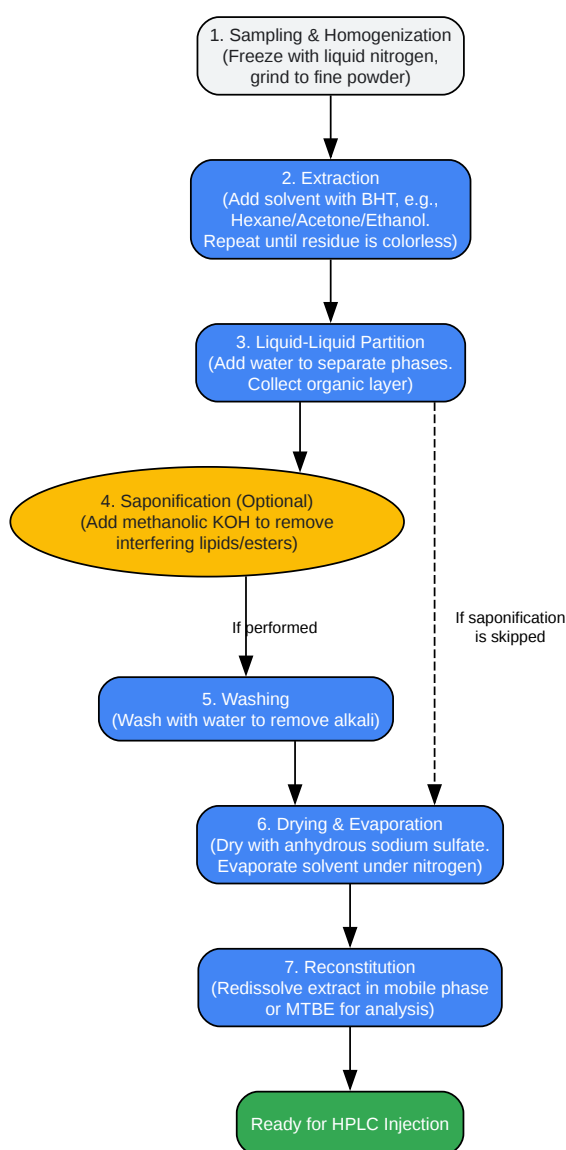 1. Sampling & Homogenization
(Freeze with liquid nitrogen,
grind to fine powder)
2. Extraction
(Add solvent with BHT, e.g.,
Hexane/Acetone/Ethanol.
Repeat until residue is colorless)
3. Liquid-Liquid Partition
(Add water to separate phases.
Collect organic layer)
4. Saponification (Optional)
(Add methanolic KOH to remove
interfering lipids/esters)
If performed
If saponification
is skipped
5. Washing
(Wash with water to remove alkali)
6. Drying & Evaporation
(Dry with anhydrous sodium sulfate.
Evaporate solvent under nitrogen)
7. Reconstitution
(Redissolve extract in mobile phase
or MTBE for analysis)
Ready for HPLC Injection